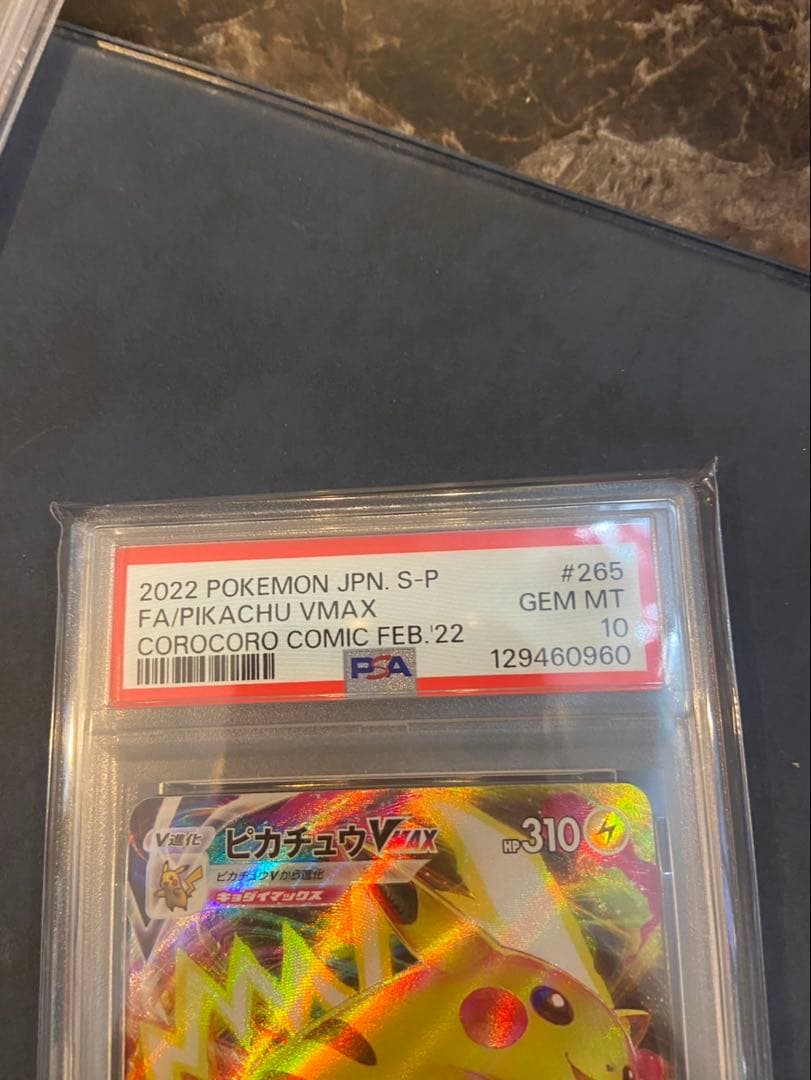 2022 POKEMON JPN. S-P #265
FA/PIKACHU VMAX GEM MT
COROCORO COMIC FEB.'22 10
PSA 129460960
V進化 ピカチュウVMAX HP310
ピカチュウVから進化
キョダイマックス